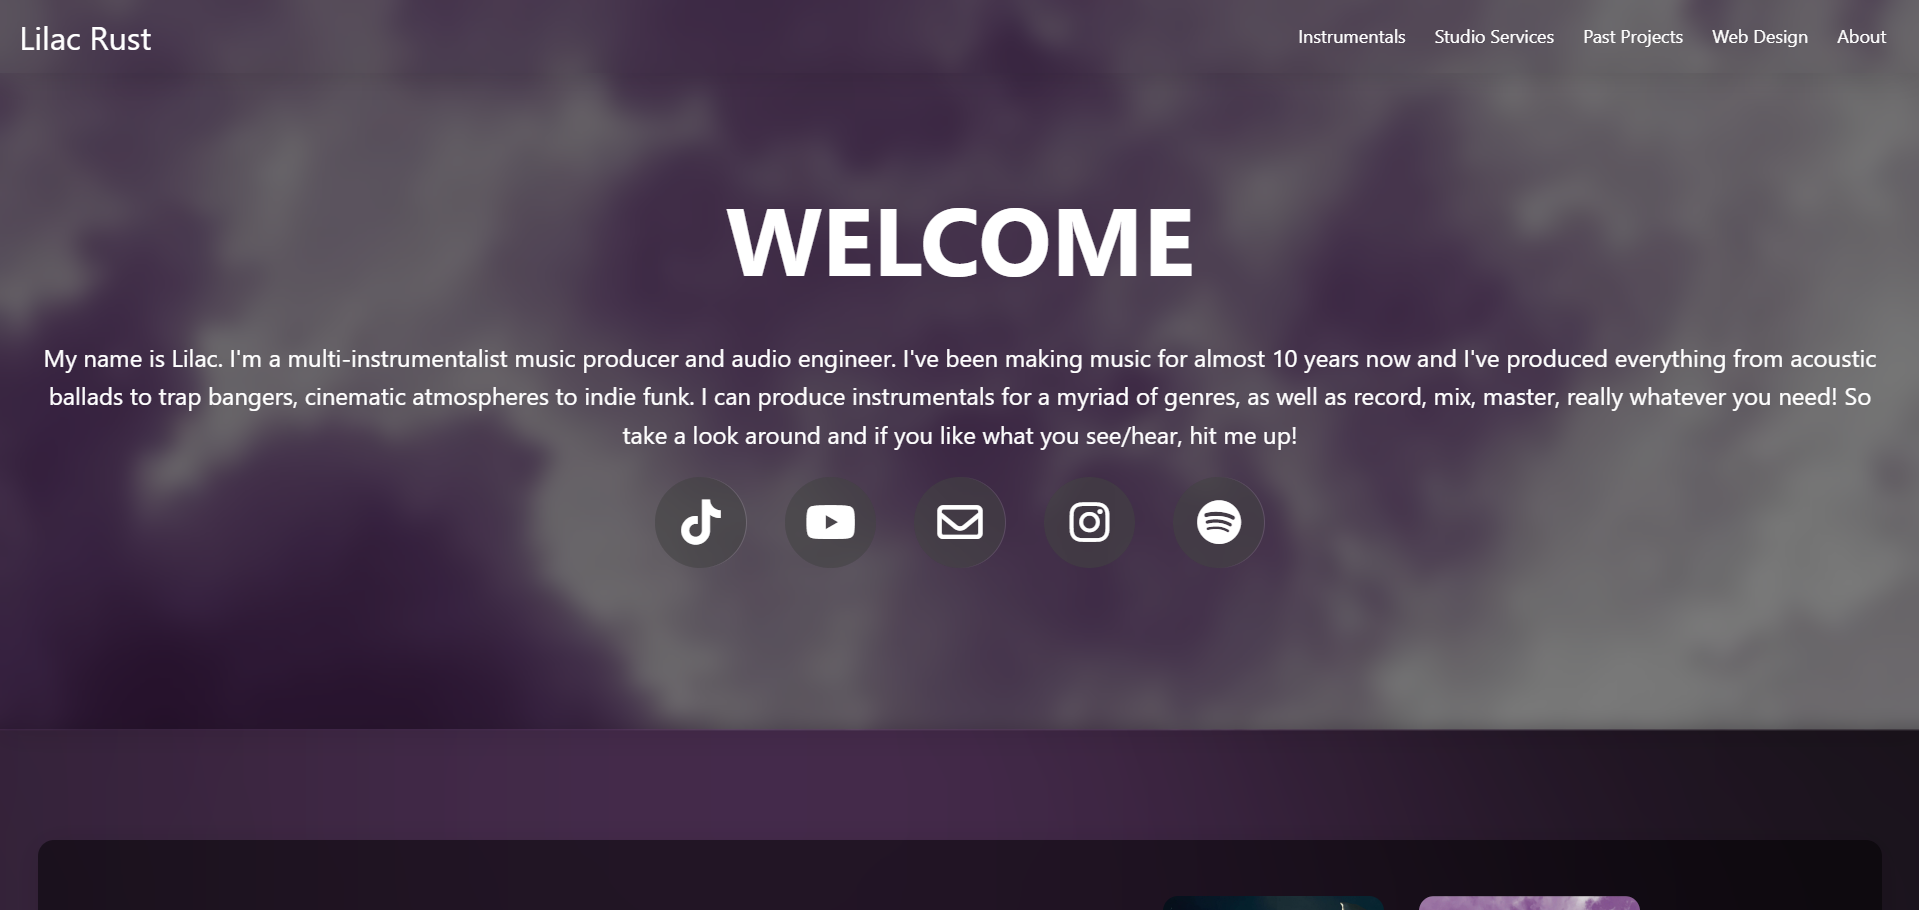 Lilac Rust
Instrumentals Studio Services Past Projects Web Design About
WELCOME
My name is Lilac. I'm a multi-instrumentalist music producer and audio engineer. I've been making music for almost 10 years now and I've produced everything from acoustic
ballads to trap bangers, cinematic atmospheres to indie funk. I can produce instrumentals for a myriad of genres, as well as record, mix, master, really whatever you need! So
take a look around and if you like what you see/hear, hit me up!